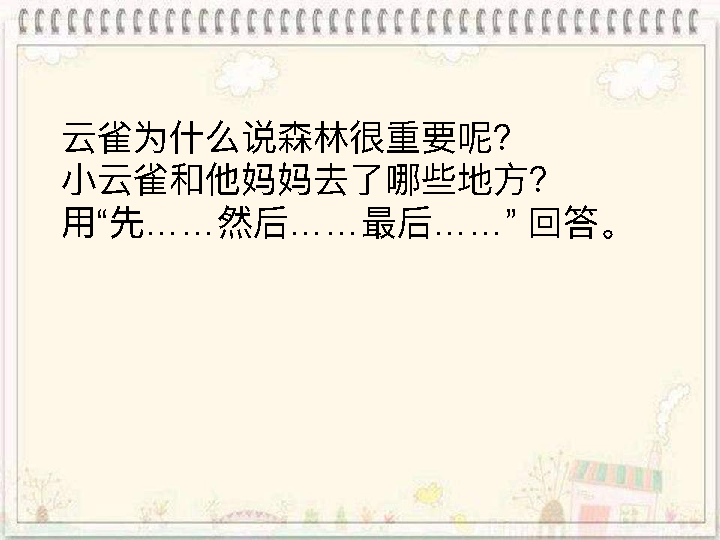 云雀为什么说森林很重要呢?
小云雀和他妈妈去了哪些地方?
用“先……然后……最后……” 回答。